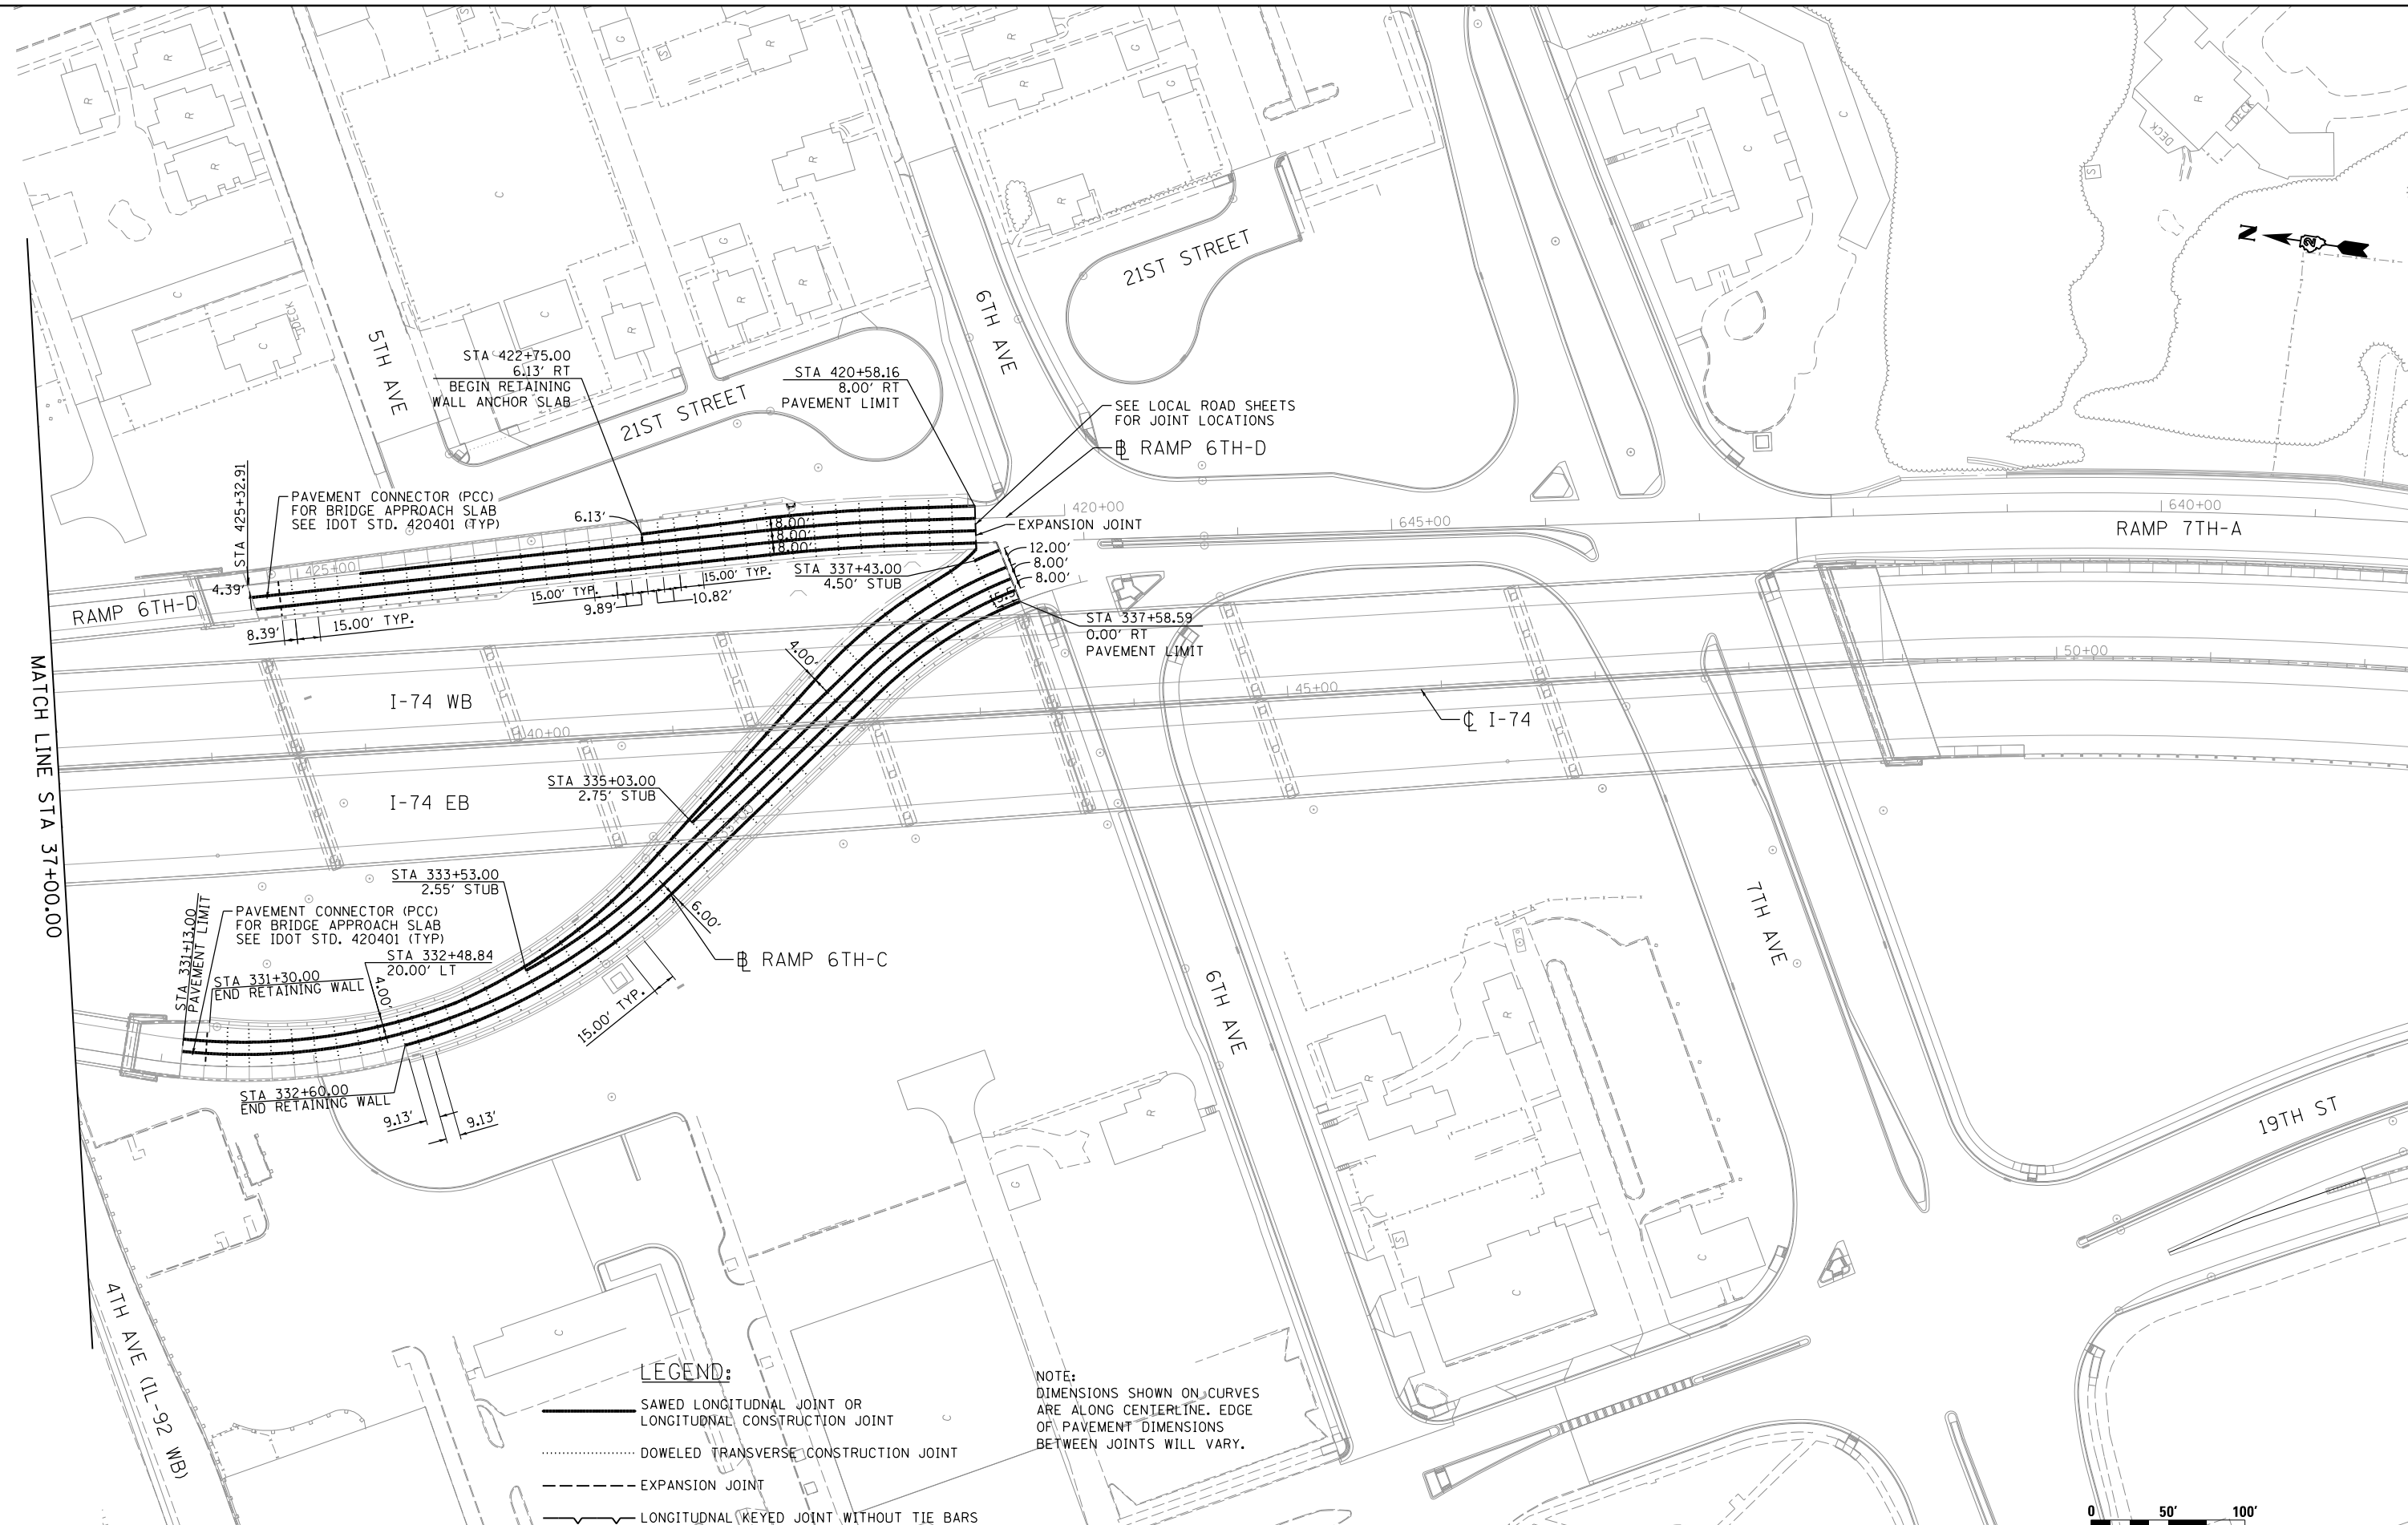 5TH AVE
6TH AVE
21ST STREET
21ST STREET
DECK
DECK
DECK
N
2
STA 422+75.00
6.13' RT
BEGIN RETAINING
WALL ANCHOR SLAB
STA 420+58.16
8.00' RT
PAVEMENT LIMIT
SEE LOCAL ROAD SHEETS
FOR JOINT LOCATIONS
RAMP 6TH-D
STA 425+32.91
PAVEMENT CONNECTOR (PCC)
FOR BRIDGE APPROACH SLAB
SEE IDOT STD. 420401 (TYP)
6.13'
8.00'
8.00'
8.00'
420+00
645+00
640+00
EXPANSION JOINT
RAMP 7TH-A
425+00
12.00'
8.00'
8.00'
STA 337+43.00
4.50' STUB
4.39'
RAMP 6TH-D
15.00' TYP.
15.00' TYP.
9.89'
10.82'
8.39'
15.00' TYP.
STA 337+58.59
0.00' RT
PAVEMENT LIMIT
MATCH LINE STA 37+00.00
4.00'
I-74 WB
40+00
45+00
50+00
℄ I-74
STA 335+03.00
2.75' STUB
I-74 EB
STA 333+53.00
2.55' STUB
6.00'
STA 331+13.00
PAVEMENT LIMIT
PAVEMENT CONNECTOR (PCC)
FOR BRIDGE APPROACH SLAB
SEE IDOT STD. 420401 (TYP)
STA 332+48.84
20.00' LT
STA 331+30.00
END RETAINING WALL
4.00'
RAMP 6TH-C
15.00' TYP.
7TH AVE
6TH AVE
STA 332+60.00
END RETAINING WALL
9.13'
9.13'
19TH ST
4TH AVE (IL-92 WB)
LEGEND:
SAWED LONGITUDNAL JOINT OR
LONGITUDNAL CONSTRUCTION JOINT
DOWELED TRANSVERSE CONSTRUCTION JOINT
EXPANSION JOINT
LONGITUDNAL KEYED JOINT WITHOUT TIE BARS
NOTE:
DIMENSIONS SHOWN ON CURVES
ARE ALONG CENTERLINE. EDGE
OF PAVEMENT DIMENSIONS
BETWEEN JOINTS WILL VARY.
0 50' 100'